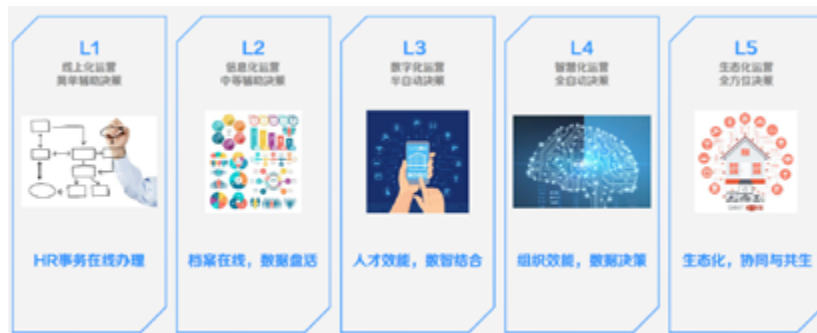 L1
线上化运营
简单辅助决策
HR事务在线办理
L2
信息化运营
中等辅助决策
档案在线，数据盘活
L3
数字化运营
半自动决策
人才效能，数智结合
L4
智慧化运营
全自动决策
组织效能，数据决策
L5
生态化运营
全方位决策
生态化，协同与共生